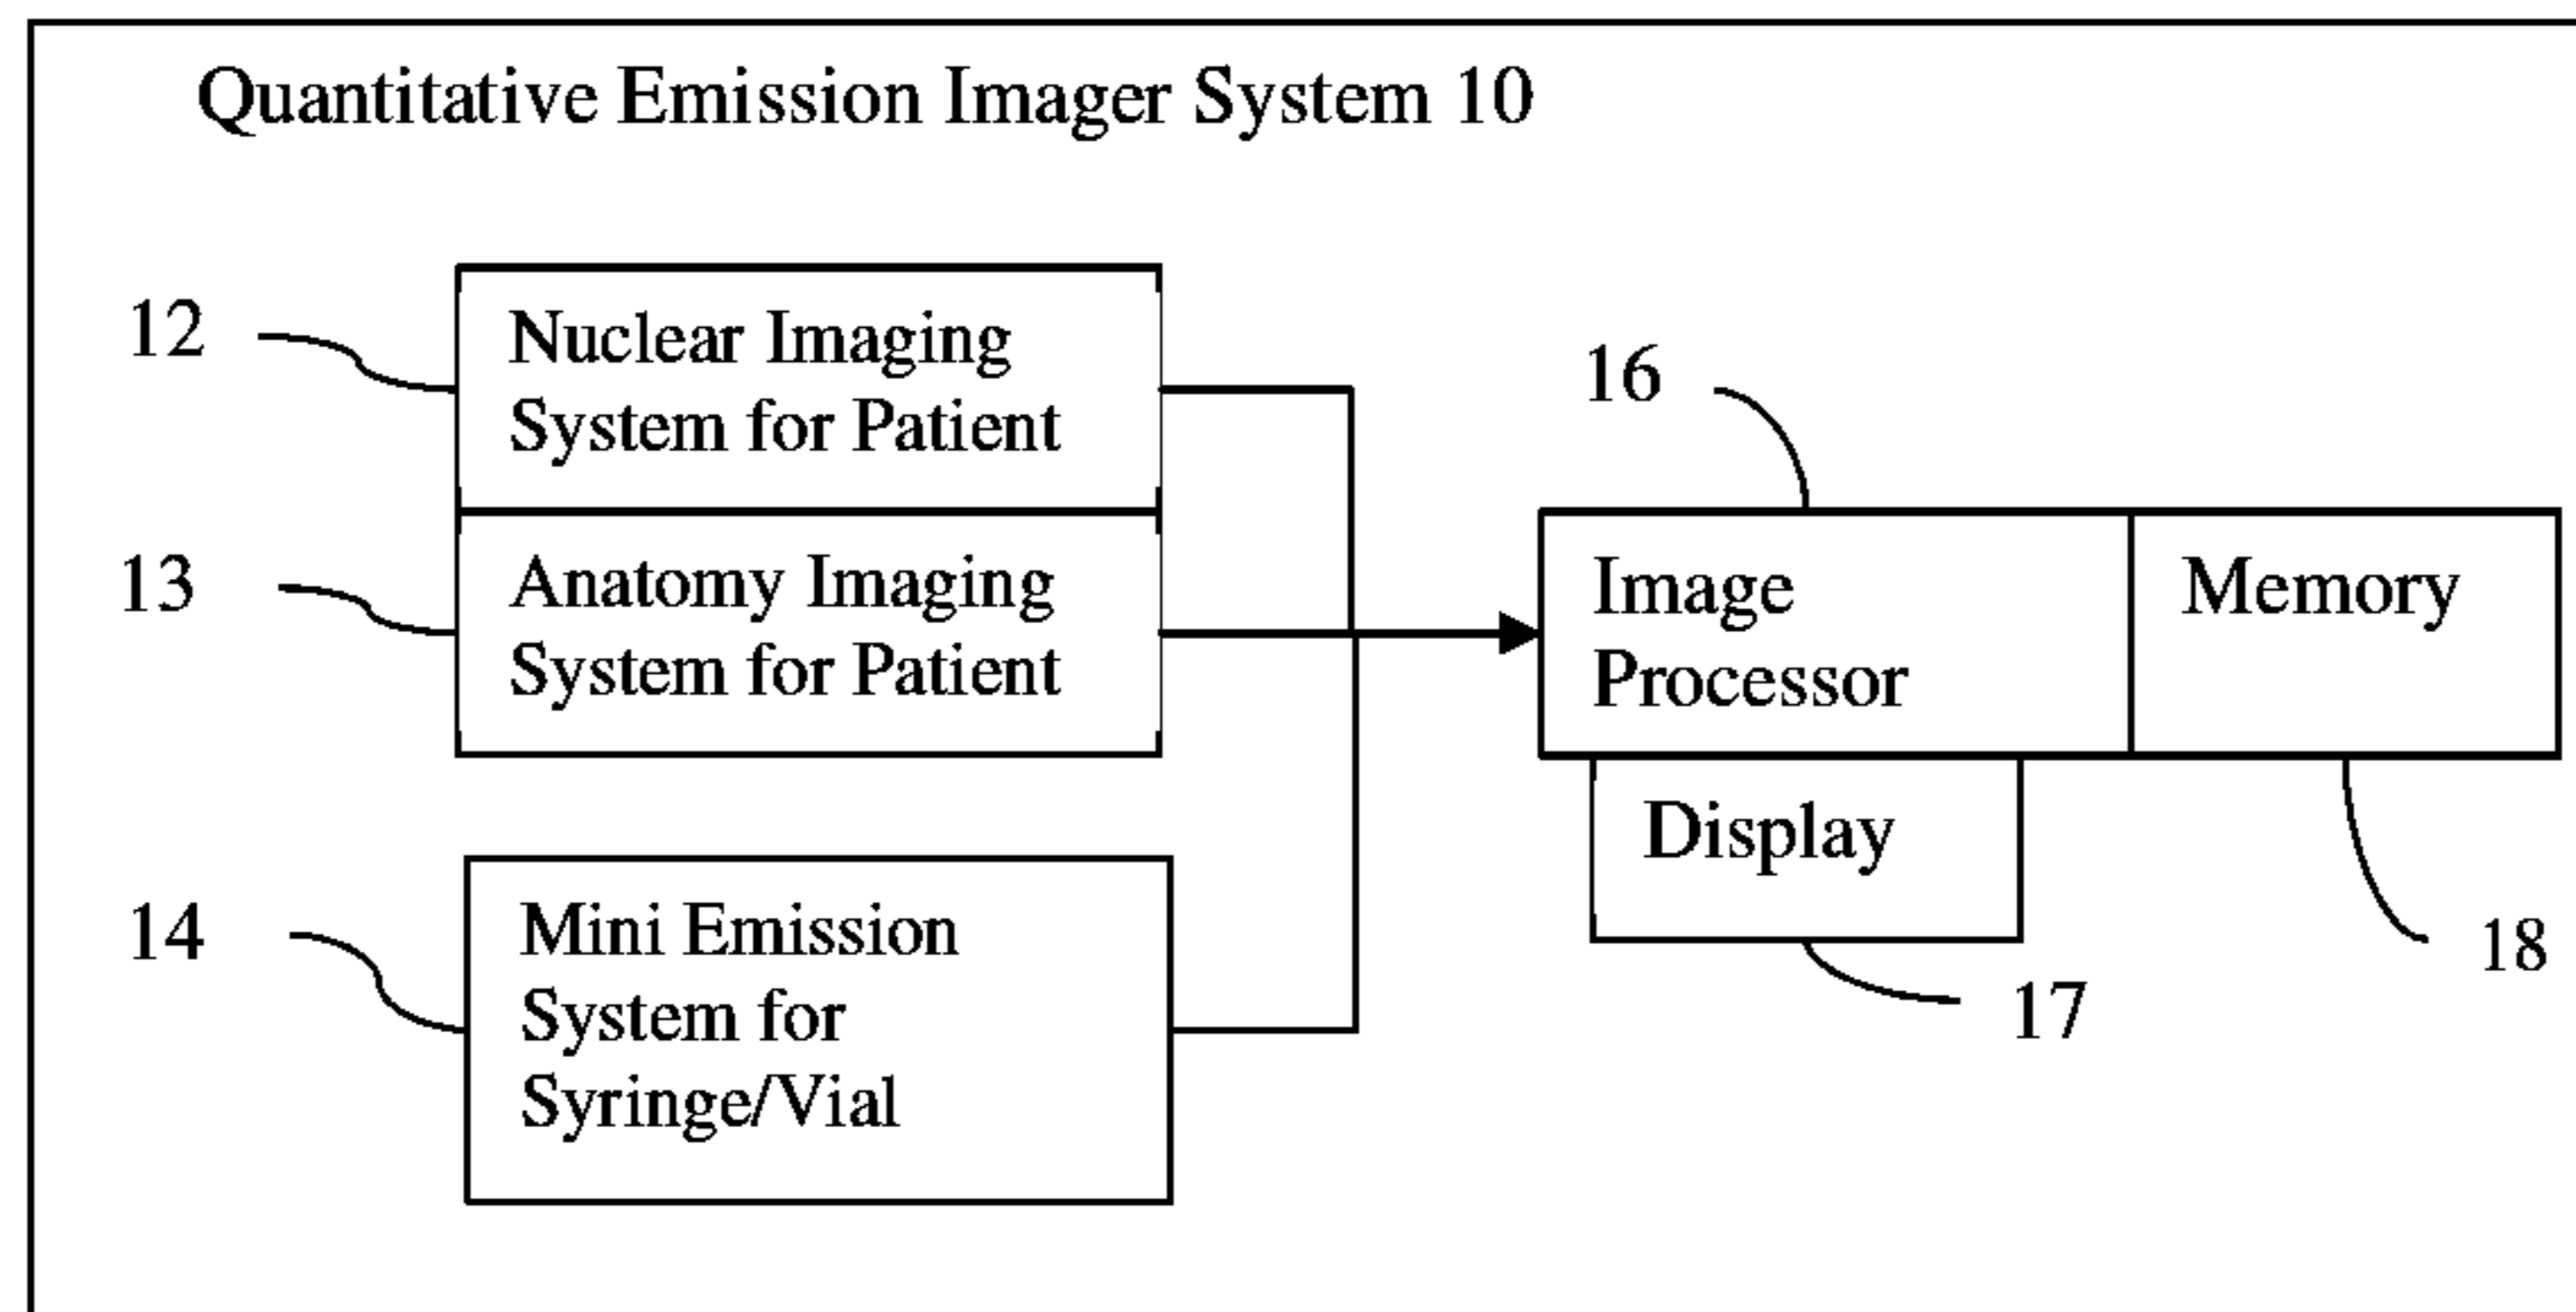 Quantitative Emission Imager System 10
12
Nuclear Imaging
System for Patient
13
Anatomy Imaging
System for Patient
14
Mini Emission
System for
Syringe/Vial
16
Image
Processor
Memory
Display
17
18